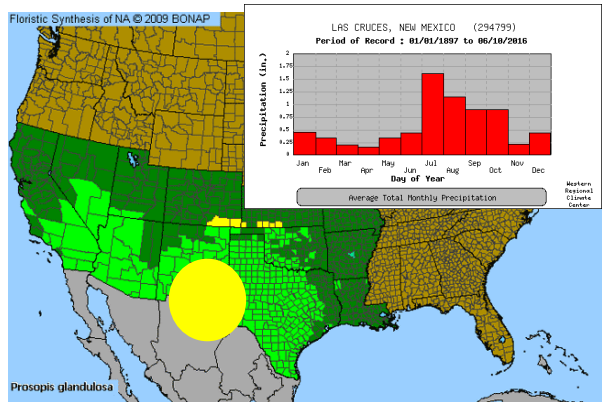 Floristic Synthesis of NA © 2009 BONAP
LAS CRUCES, NEW MEXICO (294799)
Period of Record : 01/01/1897 to 06/10/2016
Precipitation (in.)
2
1.75
1.5
1.25
1
0.75
0.5
0.25
0
Jan
Feb
Mar
Apr
May
Jun
Jul
Aug
Sep
Oct
Nov
Dec
Day of Year
Average Total Monthly Precipitation
Western
Regional
Climate
Center
Prosopis glandulosa